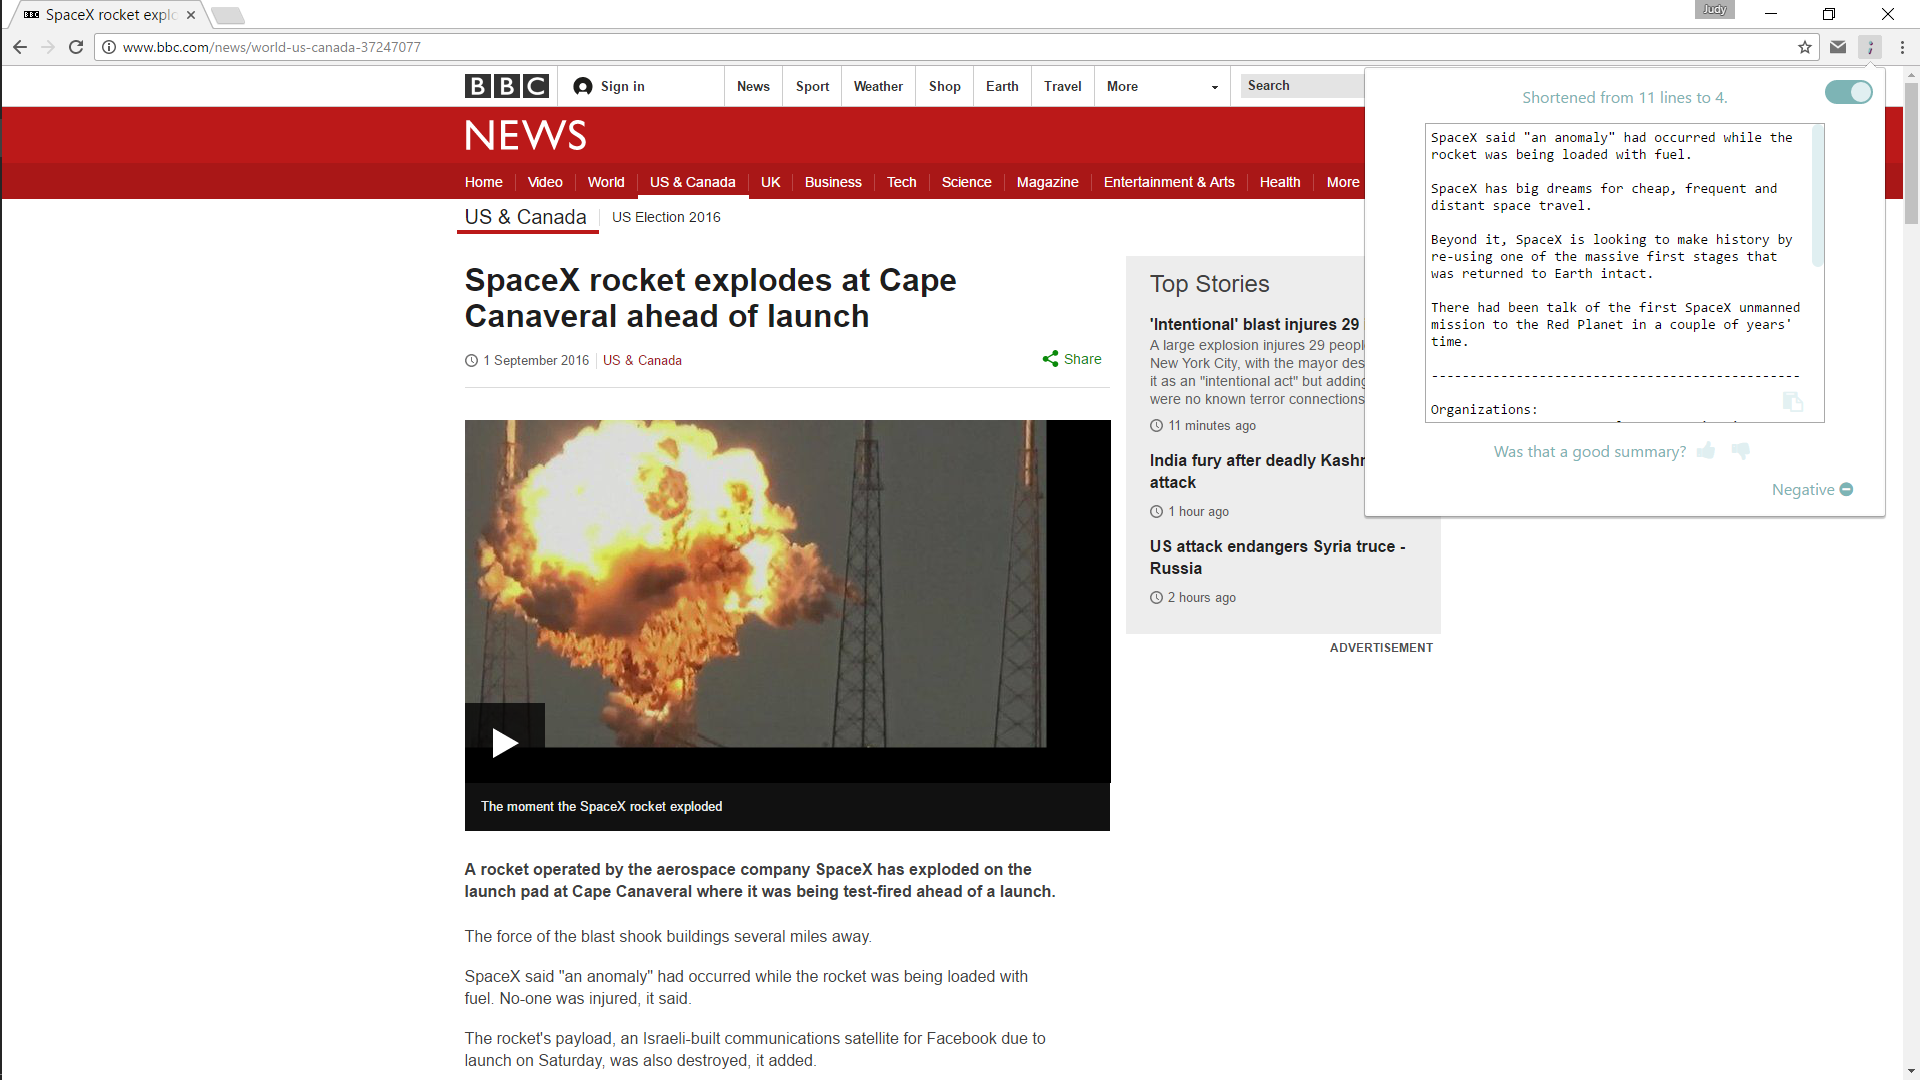 SpaceX rocket explo
Judy
www.bbc.com/news/world-us-canada-37247077
BBC
Sign in
News
Sport
Weather
Shop
Earth
Travel
More
Search
NEWS
Home
Video
World
US & Canada
UK
Business
Tech
Science
Magazine
Entertainment & Arts
Health
More
US & Canada
US Election 2016
SpaceX rocket explodes at Cape
Canaveral ahead of launch
1 September 2016
US & Canada
Share
The moment the SpaceX rocket exploded
A rocket operated by the aerospace company SpaceX has exploded on the
launch pad at Cape Canaveral where it was being test-fired ahead of a launch.
The force of the blast shook buildings several miles away.
SpaceX said "an anomaly" had occurred while the rocket was being loaded with
fuel. No-one was injured, it said.
The rocket's payload, an Israeli-built communications satellite for Facebook due to
launch on Saturday, was also destroyed, it added.
Top Stories
'Intentional' blast injures 29
A large explosion injures 29 peopl
New York City, with the mayor des
it as an "intentional act" but adding
were no known terror connections
11 minutes ago
India fury after deadly Kashm
attack
1 hour ago
US attack endangers Syria truce -
Russia
2 hours ago
ADVERTISEMENT
Shortened from 11 lines to 4.
SpaceX said "an anomaly" had occurred while the
rocket was being loaded with fuel.
SpaceX has big dreams for cheap, frequent and
distant space travel.
Beyond it, SpaceX is looking to make history by
re-using one of the massive first stages that
was returned to Earth intact.
There had been talk of the first SpaceX unmanned
mission to the Red Planet in a couple of years'
time.
------------------------------------------------
Organizations:
Was that a good summary?
Negative